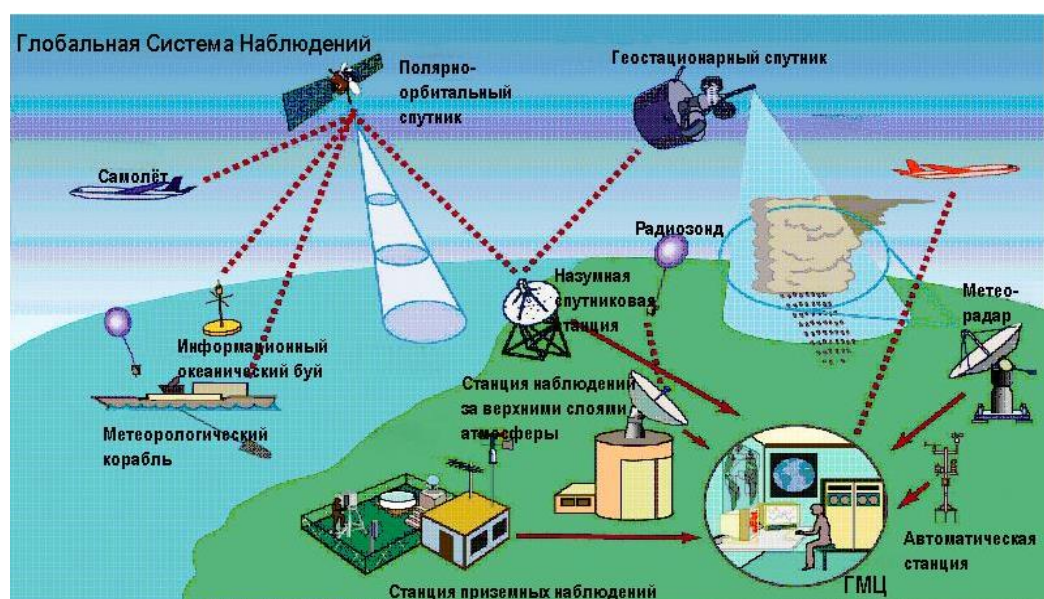 Глобальная Система Наблюдений
Полярно-
орбитальный
спутник
Геостационарный спутник
Самолёт
Радиозонд
Назумная
спутниковая
станция
Метео-
радар
Информационный
океанический буй
Станция наблюдений
за верхними слоями
атмосферы
Метеорологический
корабль
Автоматическая
станция
ГМЦ
Станция приземных наблюдений